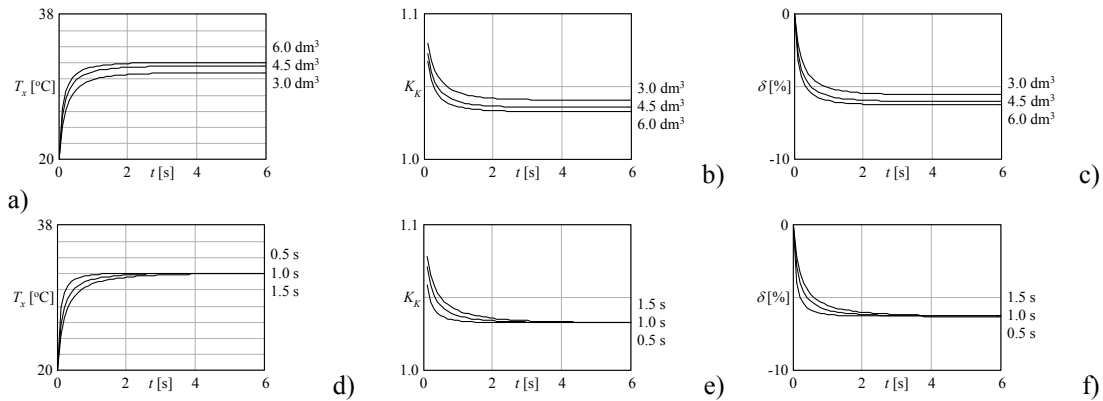 38
6.0 dm³
4.5 dm³
3.0 dm³
Tₓ [°C]
20
0 2 t [s] 4 6
a)
1.1
K_K
3.0 dm³
4.5 dm³
6.0 dm³
1.0
0 2 t [s] 4 6
b)
0
δ [%]
3.0 dm³
4.5 dm³
6.0 dm³
-10
0 2 t [s] 4 6
c)
38
0.5 s
Tₓ [°C]
1.0 s
1.5 s
20
0 2 t [s] 4 6
d)
1.1
K_K
1.5 s
1.0 s
0.5 s
1.0
0 2 t [s] 4 6
e)
0
δ [%]
1.5 s
1.0 s
0.5 s
-10
0 2 t [s] 4 6
f)